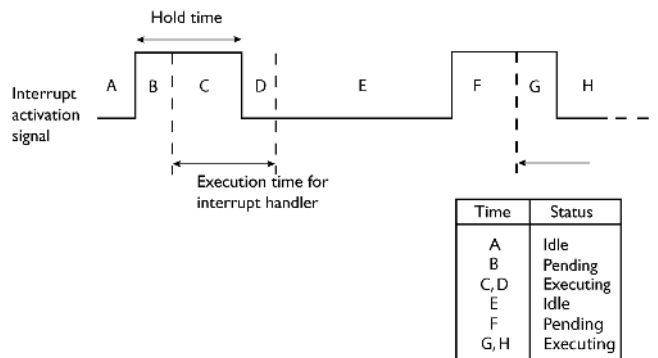 Hold time
A B C D E F G H
Interrupt
activation
signal
Execution time for
interrupt handler
Time Status
A Idle
B Pending
C, D Executing
E Idle
F Pending
G, H Executing